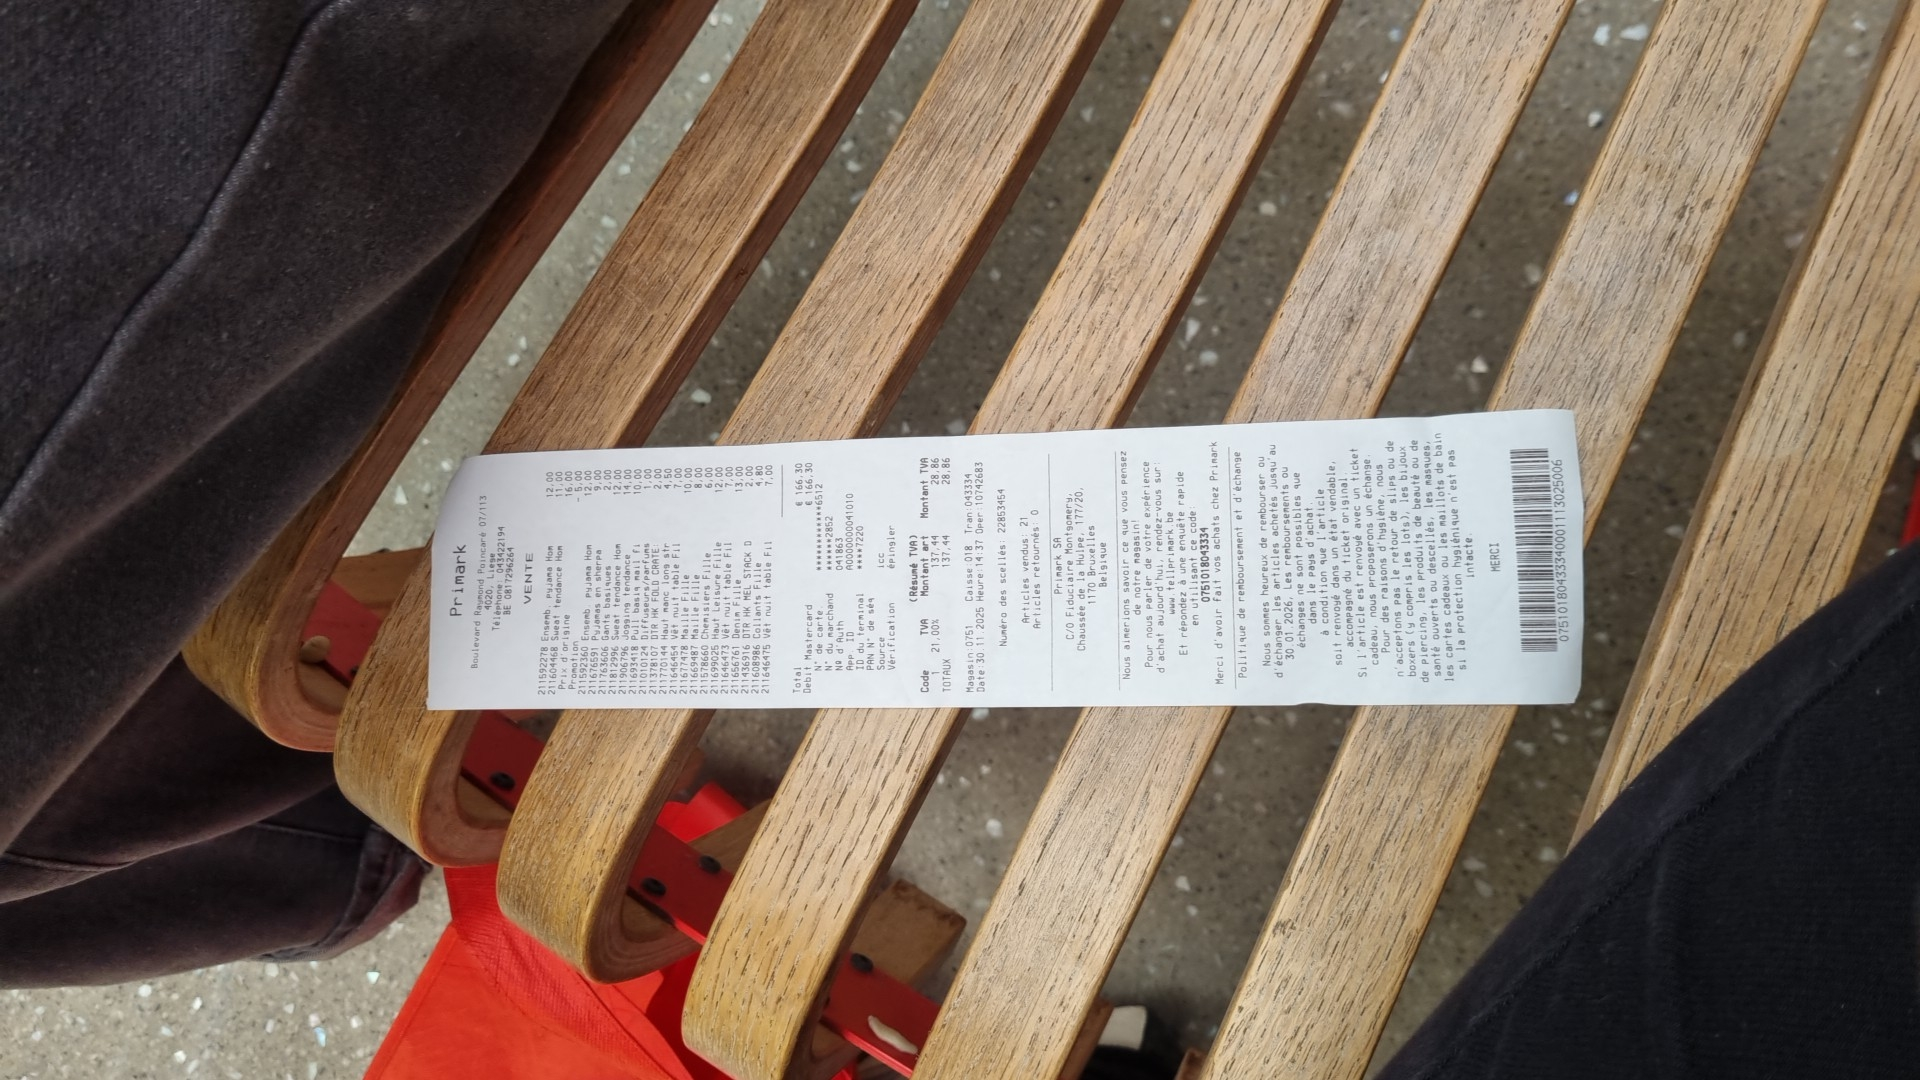 Primark
Boulevard Raymond Poincaré 07/113
4020, Liege
Téléphone 043422194
BE 0817296264
VENTE
211592278 Ensemb. pyjama Hom 12,00
211604468 Sweat tendance Hom 11,00
Prix d'origine 16,00
Promotion - 5,00
211592360 Ensemb. pyjama Hom 12,00
211676591 Pyjamas en sherpa 9,00
211763606 Gants basiques 2,00
211812996 Sweat tendance Hom 12,00
211906796 Jogging tendance 14,00
211693418 Pulls basiq mail fi 10,00
211010124 Diffuseurs parfums 1,00
211378107 DTR HK FOLD CRATE 2,00
211770144 Haut manc longs str 4,50
211646454 Vêt nuit table Fil 7,00
211677478 Maille Fille 10,00
211669487 Maille Fille 8,00
211578660 Chemisiers Fille 6,00
211699025 Haut Leisure Fille 12,00
211646473 Vêt nuit table Fil 7,00
211656761 Denim Fille 13,00
211436916 DTR HK MEL STACK D 2,00
211608986 Collants fille 4,80
211646475 Vêt nuit table Fil 7,00
Total € 166.30
Debit Mastercard € 166.30
N° de carte ************6512
N° du marchand *****2852
Nº d'Auth 041863
App ID A0000000041010
ID du terminal ****7220
PAN N° de séq
Source icc
Vérification épingler
(Résumé TVA)
Code TVA Montant art Montant TVA
1 21.00% 137.44 28.86
TOTAUX 137.44 28.86
Magasin:0751 Caisse:018 Tran:043334
Date:30.11.2025 Heure:14:37 Oper:110742683
Numéro des scellés: 22853454
Articles vendus: 21
Articles retournés: 0
Primark SA
C/O Fiduciaire Montgomery,
Chaussée de la Hulpe, 177/20,
1170 Bruxelles
Belgique
Nous aimerions savoir ce que vous pensez
de notre magasin!
Pour nous parler de votre expérience
d'achat aujourd'hui, rendez-vous sur:
www.tellprimark.be
Et répondez à une enquête rapide
en utilisant ce code
0751018043334
Merci d'avoir fait vos achats chez Primark
Politique de remboursement et d'échange
Nous sommes heureux de rembourser ou
d'échanger les articles achetés jusqu'au
30.01.2026. Les remboursements ou
échanges ne sont possibles que
dans le pays d'achat.
à condition que l'article
soit renvoyé dans un état vendable,
accompagné du ticket original.
Si l'article est renvoyé avec un ticket
cadeau, nous proposerons un échange.
Pour des raisons d'hygiène, nous
n'acceptons pas le retour de slips ou de
boxers (y compris les lots), les bijoux
de piercing, les produits de beauté ou de
santé ouverts ou descellés, les masques,
les cartes cadeaux ou les maillots de bain
si la protection hygiénique n'est pas
intacte.
MERCI
07510180433340001113025006